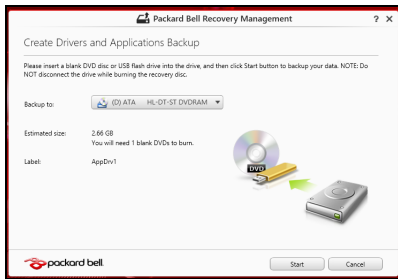 Packard Bell Recovery Management
? X
Create Drivers and Applications Backup
Please insert a blank DVD disc or USB flash drive into the drive, and then click Start button to backup your data. NOTE: Do
NOT disconnect the drive while burning the recovery disc.
Backup to: (D) ATA HL-DT-ST DVDRAM
Estimated size: 2.66 GB
You will need 1 blank DVDs to burn.
Label: AppDrv1
DVD
packard bell.
Start Cancel